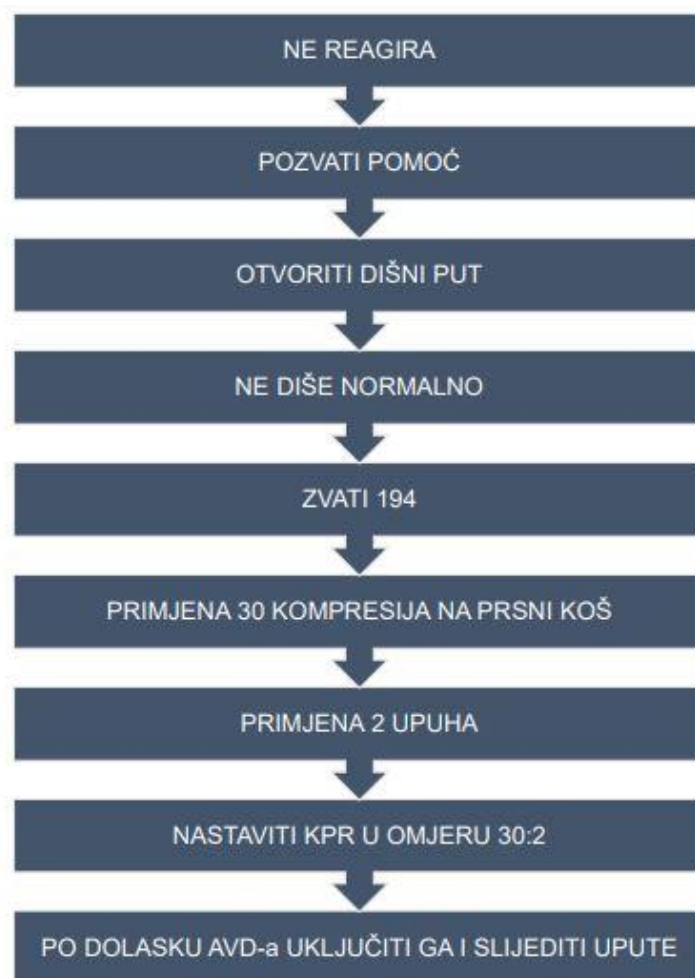 NE REAGIRA
POZVATI POMOĆ
OTVORITI DIŠNI PUT
NE DIŠE NORMALNO
ZVATI 194
PRIMJENA 30 KOMPRESIJA NA PRSNI KOŠ
PRIMJENA 2 UPUHA
NASTAVITI KPR U OMJERU 30:2
PO DOLASKU AVD-a UKLJUČITI GA I SLIJEDITI UPUTE